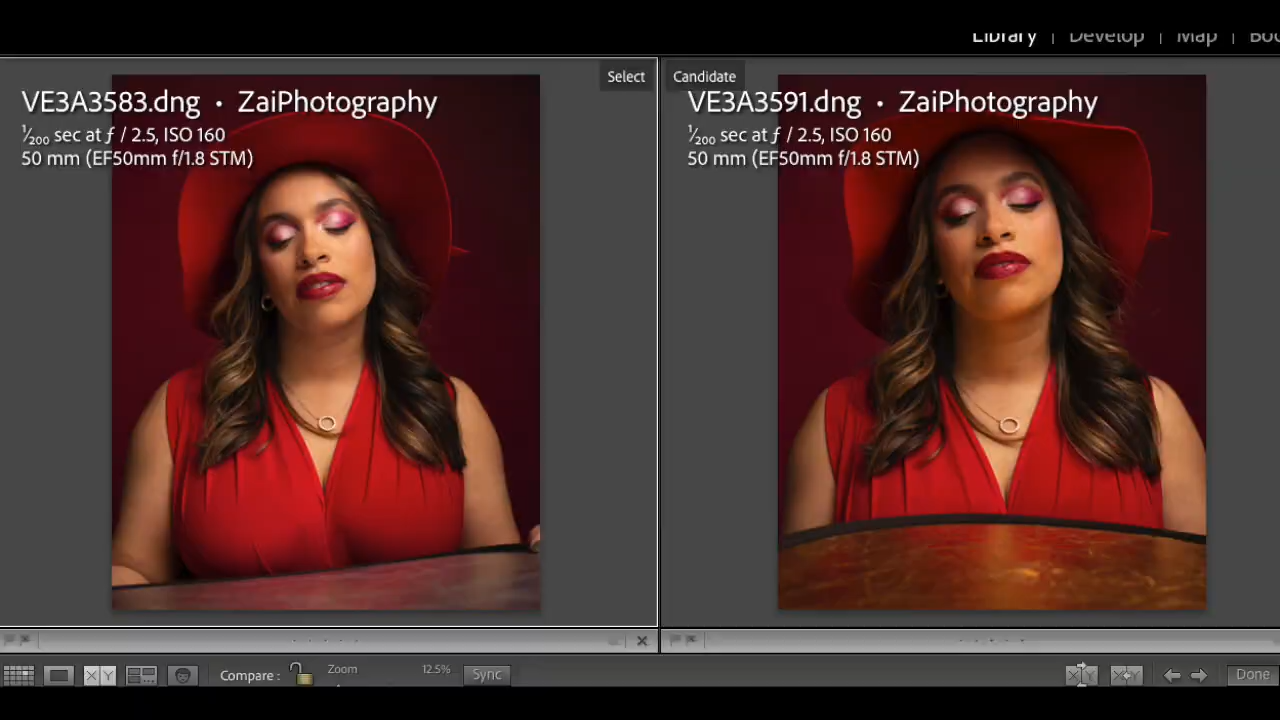 Library | Develop | Map | Boo
Select
Candidate
VE3A3583.dng • ZaiPhotography
1/200 sec at ƒ / 2.5, ISO 160
50 mm (EF50mm f/1.8 STM)
VE3A3591.dng • ZaiPhotography
1/200 sec at ƒ / 2.5, ISO 160
50 mm (EF50mm f/1.8 STM)
X Y
Compare : Zoom 12.5% Sync
Done